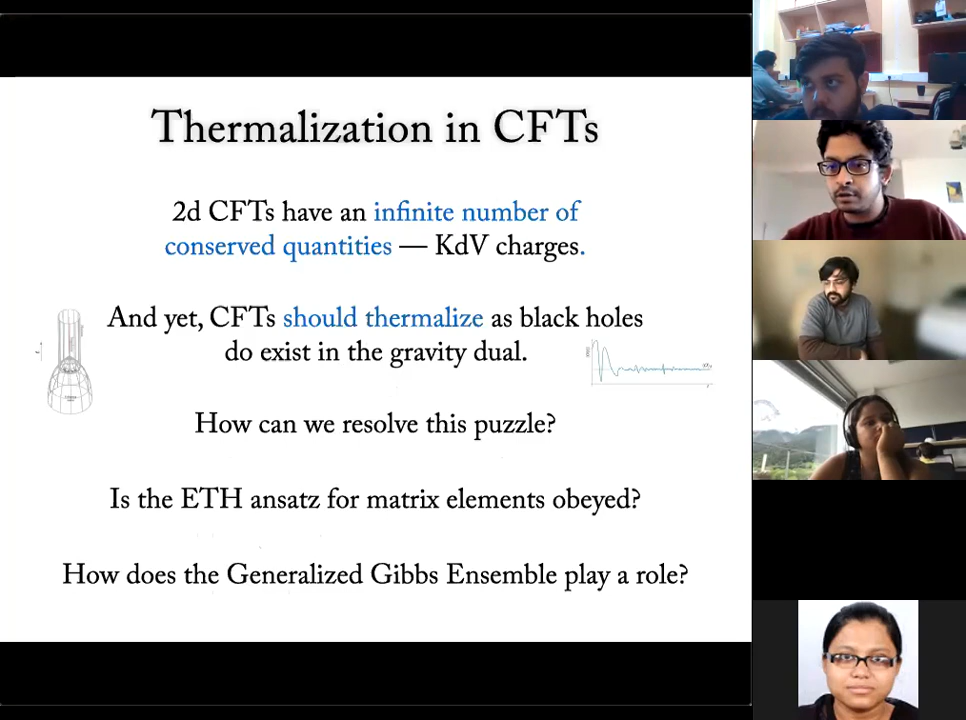 Thermalization in CFTs
2d CFTs have an infinite number of
conserved quantities — KdV charges.
And yet, CFTs should thermalize as black holes
do exist in the gravity dual.
How can we resolve this puzzle?
Is the ETH ansatz for matrix elements obeyed?
How does the Generalized Gibbs Ensemble play a role?